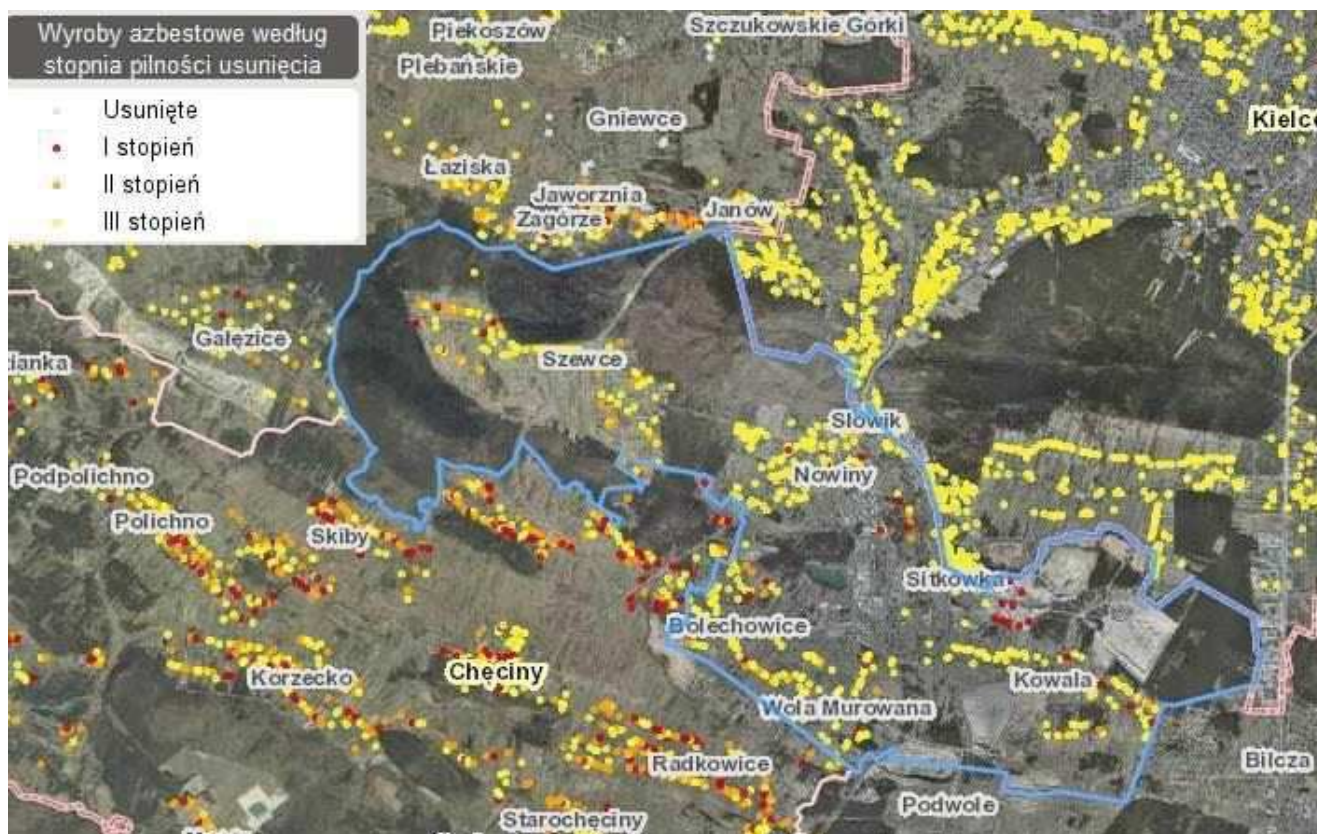 Wyroby azbestowe według
stopnia pilności usunięcia
Usunięte
I stopień
II stopień
III stopień
Piekoszów
Szczukowskie Górki
Plebańskie
Gniewce
Kielce
Łaziska
Jaworznia
Zagórze
Janów
Gałęzice
Szewce
Słowik
Podpolichno
Nowiny
Polichno
Skiby
Sitkówka
Bolechowice
Chęciny
Korzecko
Kowala
Wola Murowana
Radkowice
Bilcza
Podwole
Starochęciny